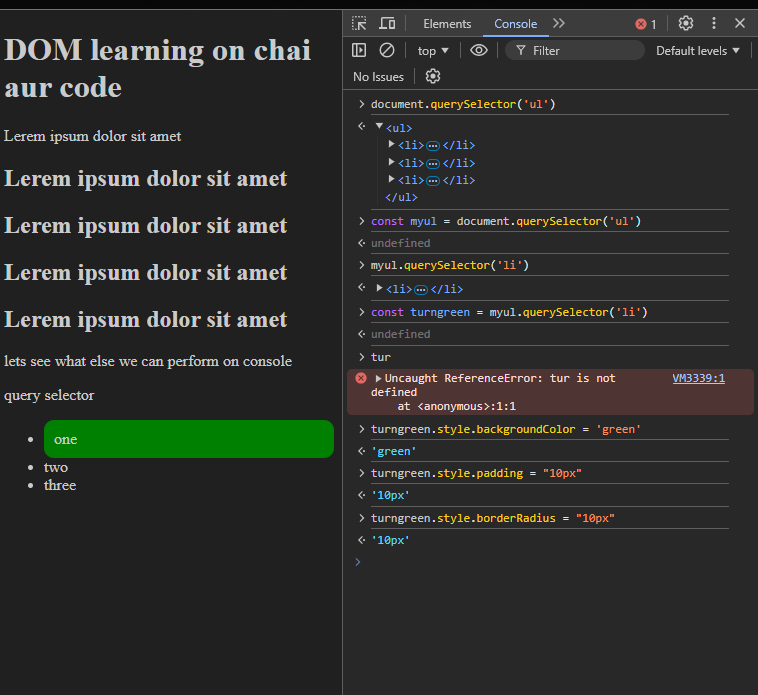 DOM learning on chai
aur code
Lorem ipsum dolor sit amet
Lorem ipsum dolor sit amet
Lorem ipsum dolor sit amet
Lorem ipsum dolor sit amet
Lorem ipsum dolor sit amet
lets see what else we can perform on console
query selector
one
two
three
Elements Console 1
top Filter Default levels
No Issues
document.querySelector('ul')
<ul>
<li>…</li>
<li>…</li>
<li>…</li>
</ul>
const myul = document.querySelector('ul')
undefined
myul.querySelector('li')
<li>…</li>
const turngreen = myul.querySelector('li')
undefined
tur
Uncaught ReferenceError: tur is not VM3339:1
defined
at <anonymous>:1:1
turngreen.style.backgroundColor = 'green'
'green'
turngreen.style.padding = "10px"
'10px'
turngreen.style.borderRadius = "10px"
'10px'